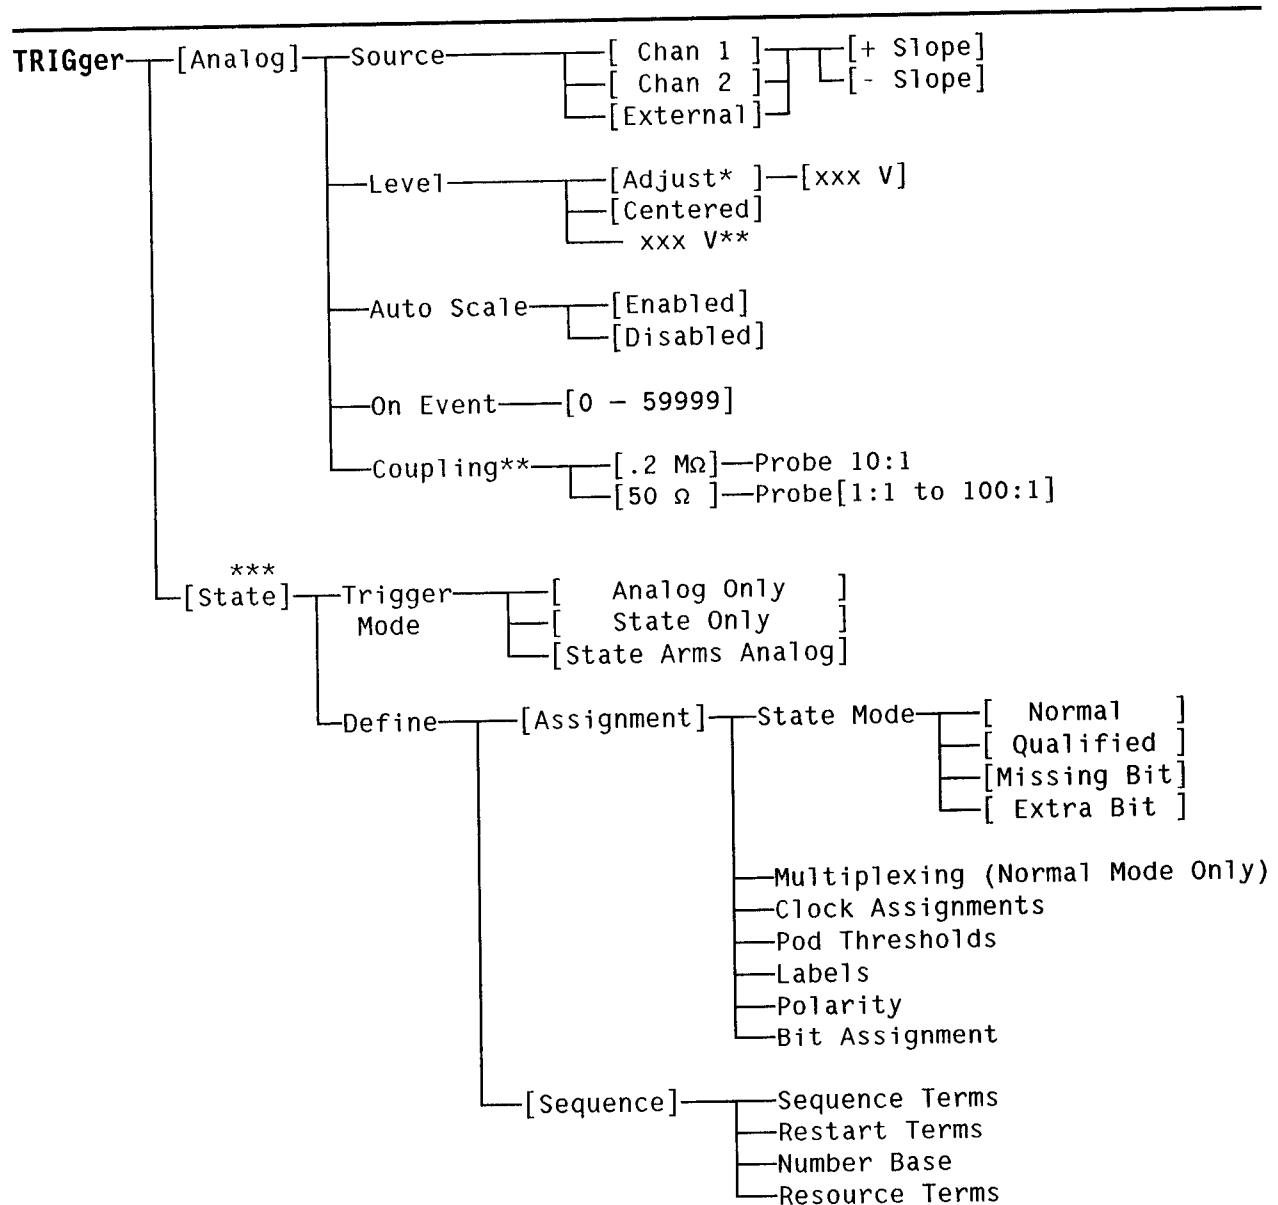 TRIGger [Analog] Source [ Chan 1 ] [+ Slope]
[ Chan 2 ] [- Slope]
[External]
Level [Adjust* ] [xxx V]
[Centered]
xxx V**
Auto Scale [Enabled]
[Disabled]
On Event [0 – 59999]
Coupling** [.2 MΩ] Probe 10:1
[50 Ω ] Probe[1:1 to 100:1]
***
[State] Trigger [ Analog Only ]
Mode [ State Only ]
[State Arms Analog]
Define [Assignment] State Mode [ Normal ]
[ Qualified ]
[Missing Bit]
[ Extra Bit ]
Multiplexing (Normal Mode Only)
Clock Assignments
Pod Thresholds
Labels
Polarity
Bit Assignment
[Sequence] Sequence Terms
Restart Terms
Number Base
Resource Terms